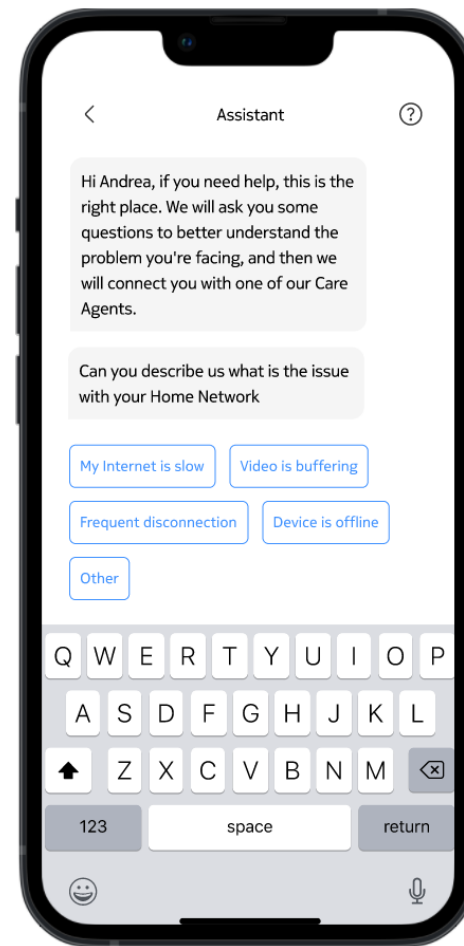 Assistant
?
Hi Andrea, if you need help, this is the
right place. We will ask you some
questions to better understand the
problem you're facing, and then we
will connect you with one of our Care
Agents.
Can you describe us what is the issue
with your Home Network
My Internet is slow
Video is buffering
Frequent disconnection
Device is offline
Other
Q W E R T Y U I O P
A S D F G H J K L
Z X C V B N M
123 space return